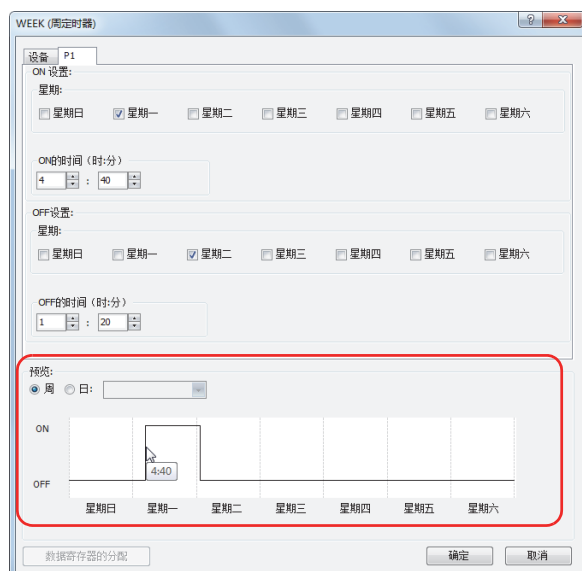 WEEK (周定时器)
设备 P1
ON 设置:
星期:
星期日 星期一 星期二 星期三 星期四 星期五 星期六
ON的时间（时:分）
4 : 40
OFF设置:
星期:
星期日 星期一 星期二 星期三 星期四 星期五 星期六
OFF的时间（时:分）
1 : 20
预览:
周 日:
ON
4:40
OFF
星期日 星期一 星期二 星期三 星期四 星期五 星期六
数据寄存器的分配 确定 取消